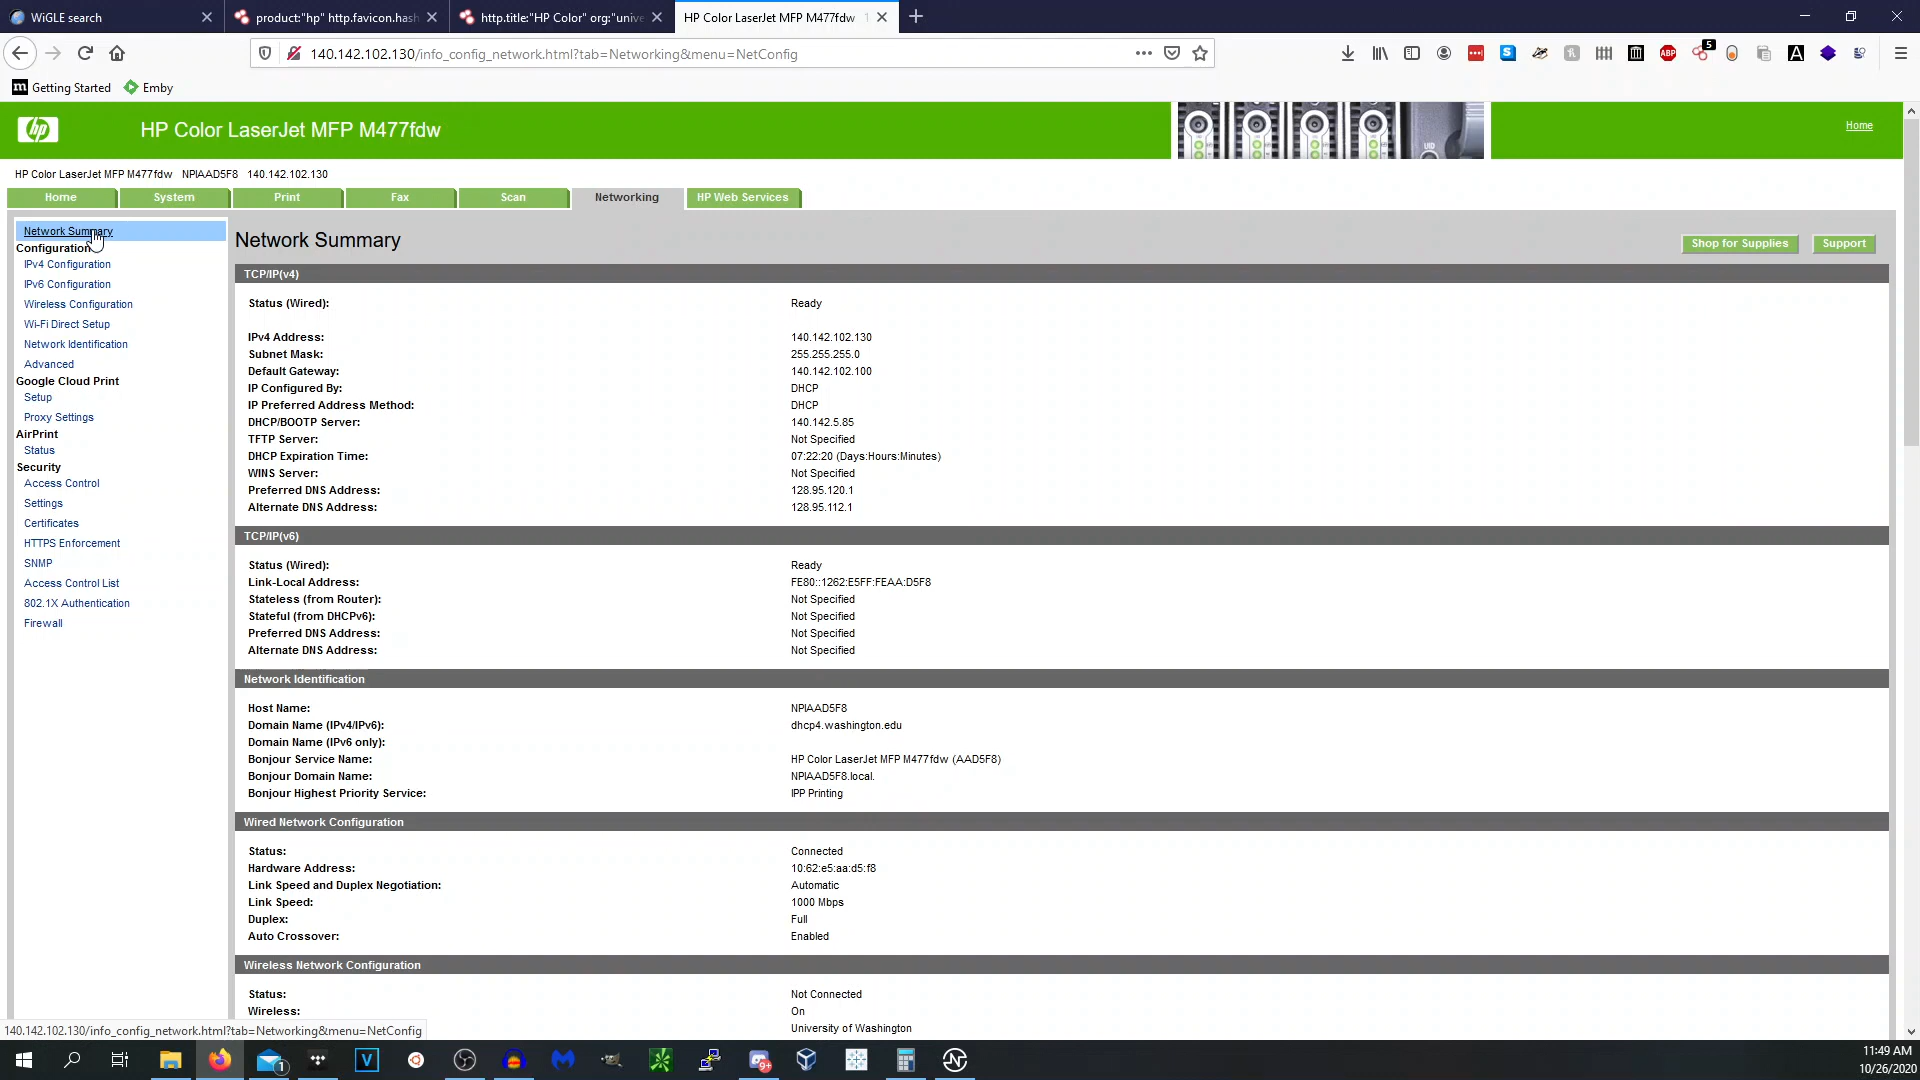 WiGLE search
product:"hp" http.favicon.hash
http.title:"HP Color" org:"unive
HP Color LaserJet MFP M477fdw
140.142.102.130/info_config_network.html?tab=Networking&menu=NetConfig
5
ABP
Getting Started
Emby
hp
HP Color LaserJet MFP M477fdw
UID
Home
HP Color LaserJet MFP M477fdw NPIAAD5F8 140.142.102.130
Home
System
Print
Fax
Scan
Networking
HP Web Services
Network Summary
Configuration
IPv4 Configuration
IPv6 Configuration
Wireless Configuration
Wi-Fi Direct Setup
Network Identification
Advanced
Google Cloud Print
Setup
Proxy Settings
AirPrint
Status
Security
Access Control
Settings
Certificates
HTTPS Enforcement
SNMP
Access Control List
802.1X Authentication
Firewall
Network Summary
Shop for Supplies
Support
TCP/IP(v4)
Status (Wired): Ready
IPv4 Address: 140.142.102.130
Subnet Mask: 255.255.255.0
Default Gateway: 140.142.102.100
IP Configured By: DHCP
IP Preferred Address Method: DHCP
DHCP/BOOTP Server: 140.142.5.85
TFTP Server: Not Specified
DHCP Expiration Time: 07:22:20 (Days:Hours:Minutes)
WINS Server: Not Specified
Preferred DNS Address: 128.95.120.1
Alternate DNS Address: 128.95.112.1
TCP/IP(v6)
Status (Wired): Ready
Link-Local Address: FE80::1262:E5FF:FEAA:D5F8
Stateless (from Router): Not Specified
Stateful (from DHCPv6): Not Specified
Preferred DNS Address: Not Specified
Alternate DNS Address: Not Specified
Network Identification
Host Name: NPIAAD5F8
Domain Name (IPv4/IPv6): dhcp4.washington.edu
Domain Name (IPv6 only):
Bonjour Service Name: HP Color LaserJet MFP M477fdw (AAD5F8)
Bonjour Domain Name: NPIAAD5F8.local.
Bonjour Highest Priority Service: IPP Printing
Wired Network Configuration
Status: Connected
Hardware Address: 10:62:e5:aa:d5:f8
Link Speed and Duplex Negotiation: Automatic
Link Speed: 1000 Mbps
Duplex: Full
Auto Crossover: Enabled
Wireless Network Configuration
Status: Not Connected
Wireless: On
University of Washington
140.142.102.130/info_config_network.html?tab=Networking&menu=NetConfig
1
9+
11:49 AM
10/26/2020